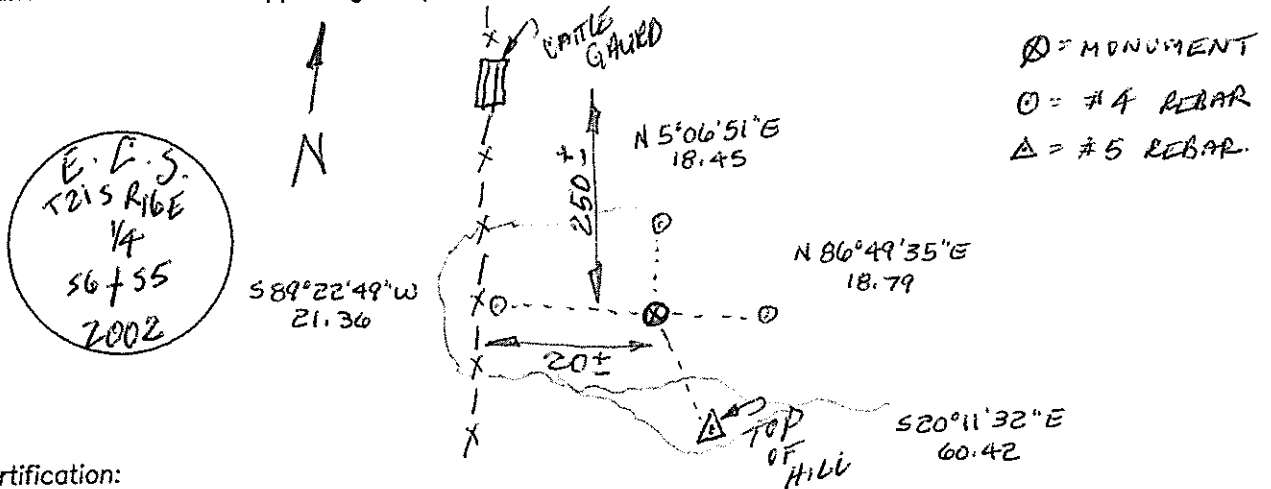 CATTLE
GAURD
⊗ = MONUMENT
⊙ = #4 REBAR
△ = #5 REBAR.
N
E.C.S.
T21S R16E
1/4
S6 + S5
2002
N 5°06'51"E
18.45
250±
N 86°49'35"E
18.79
S 89°22'49"W
21.36
20±
TOP
OF
HILL
S20°11'32"E
60.42
rtification: